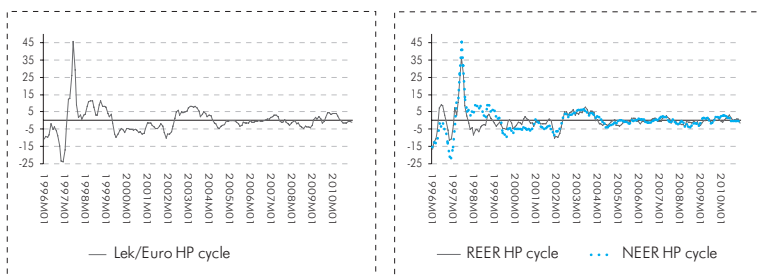 45
35
25
15
5
-5
-15
-25
1996M01
1997M01
1998M01
1999M01
2000M01
2001M01
2002M01
2003M01
2004M01
2005M01
2006M01
2007M01
2008M01
2009M01
2010M01
Lek/Euro HP cycle
45
35
25
15
5
-5
-15
-25
1996M01
1997M01
1998M01
1999M01
2000M01
2001M01
2002M01
2003M01
2004M01
2005M01
2006M01
2007M01
2008M01
2009M01
2010M01
REER HP cycle NEER HP cycle